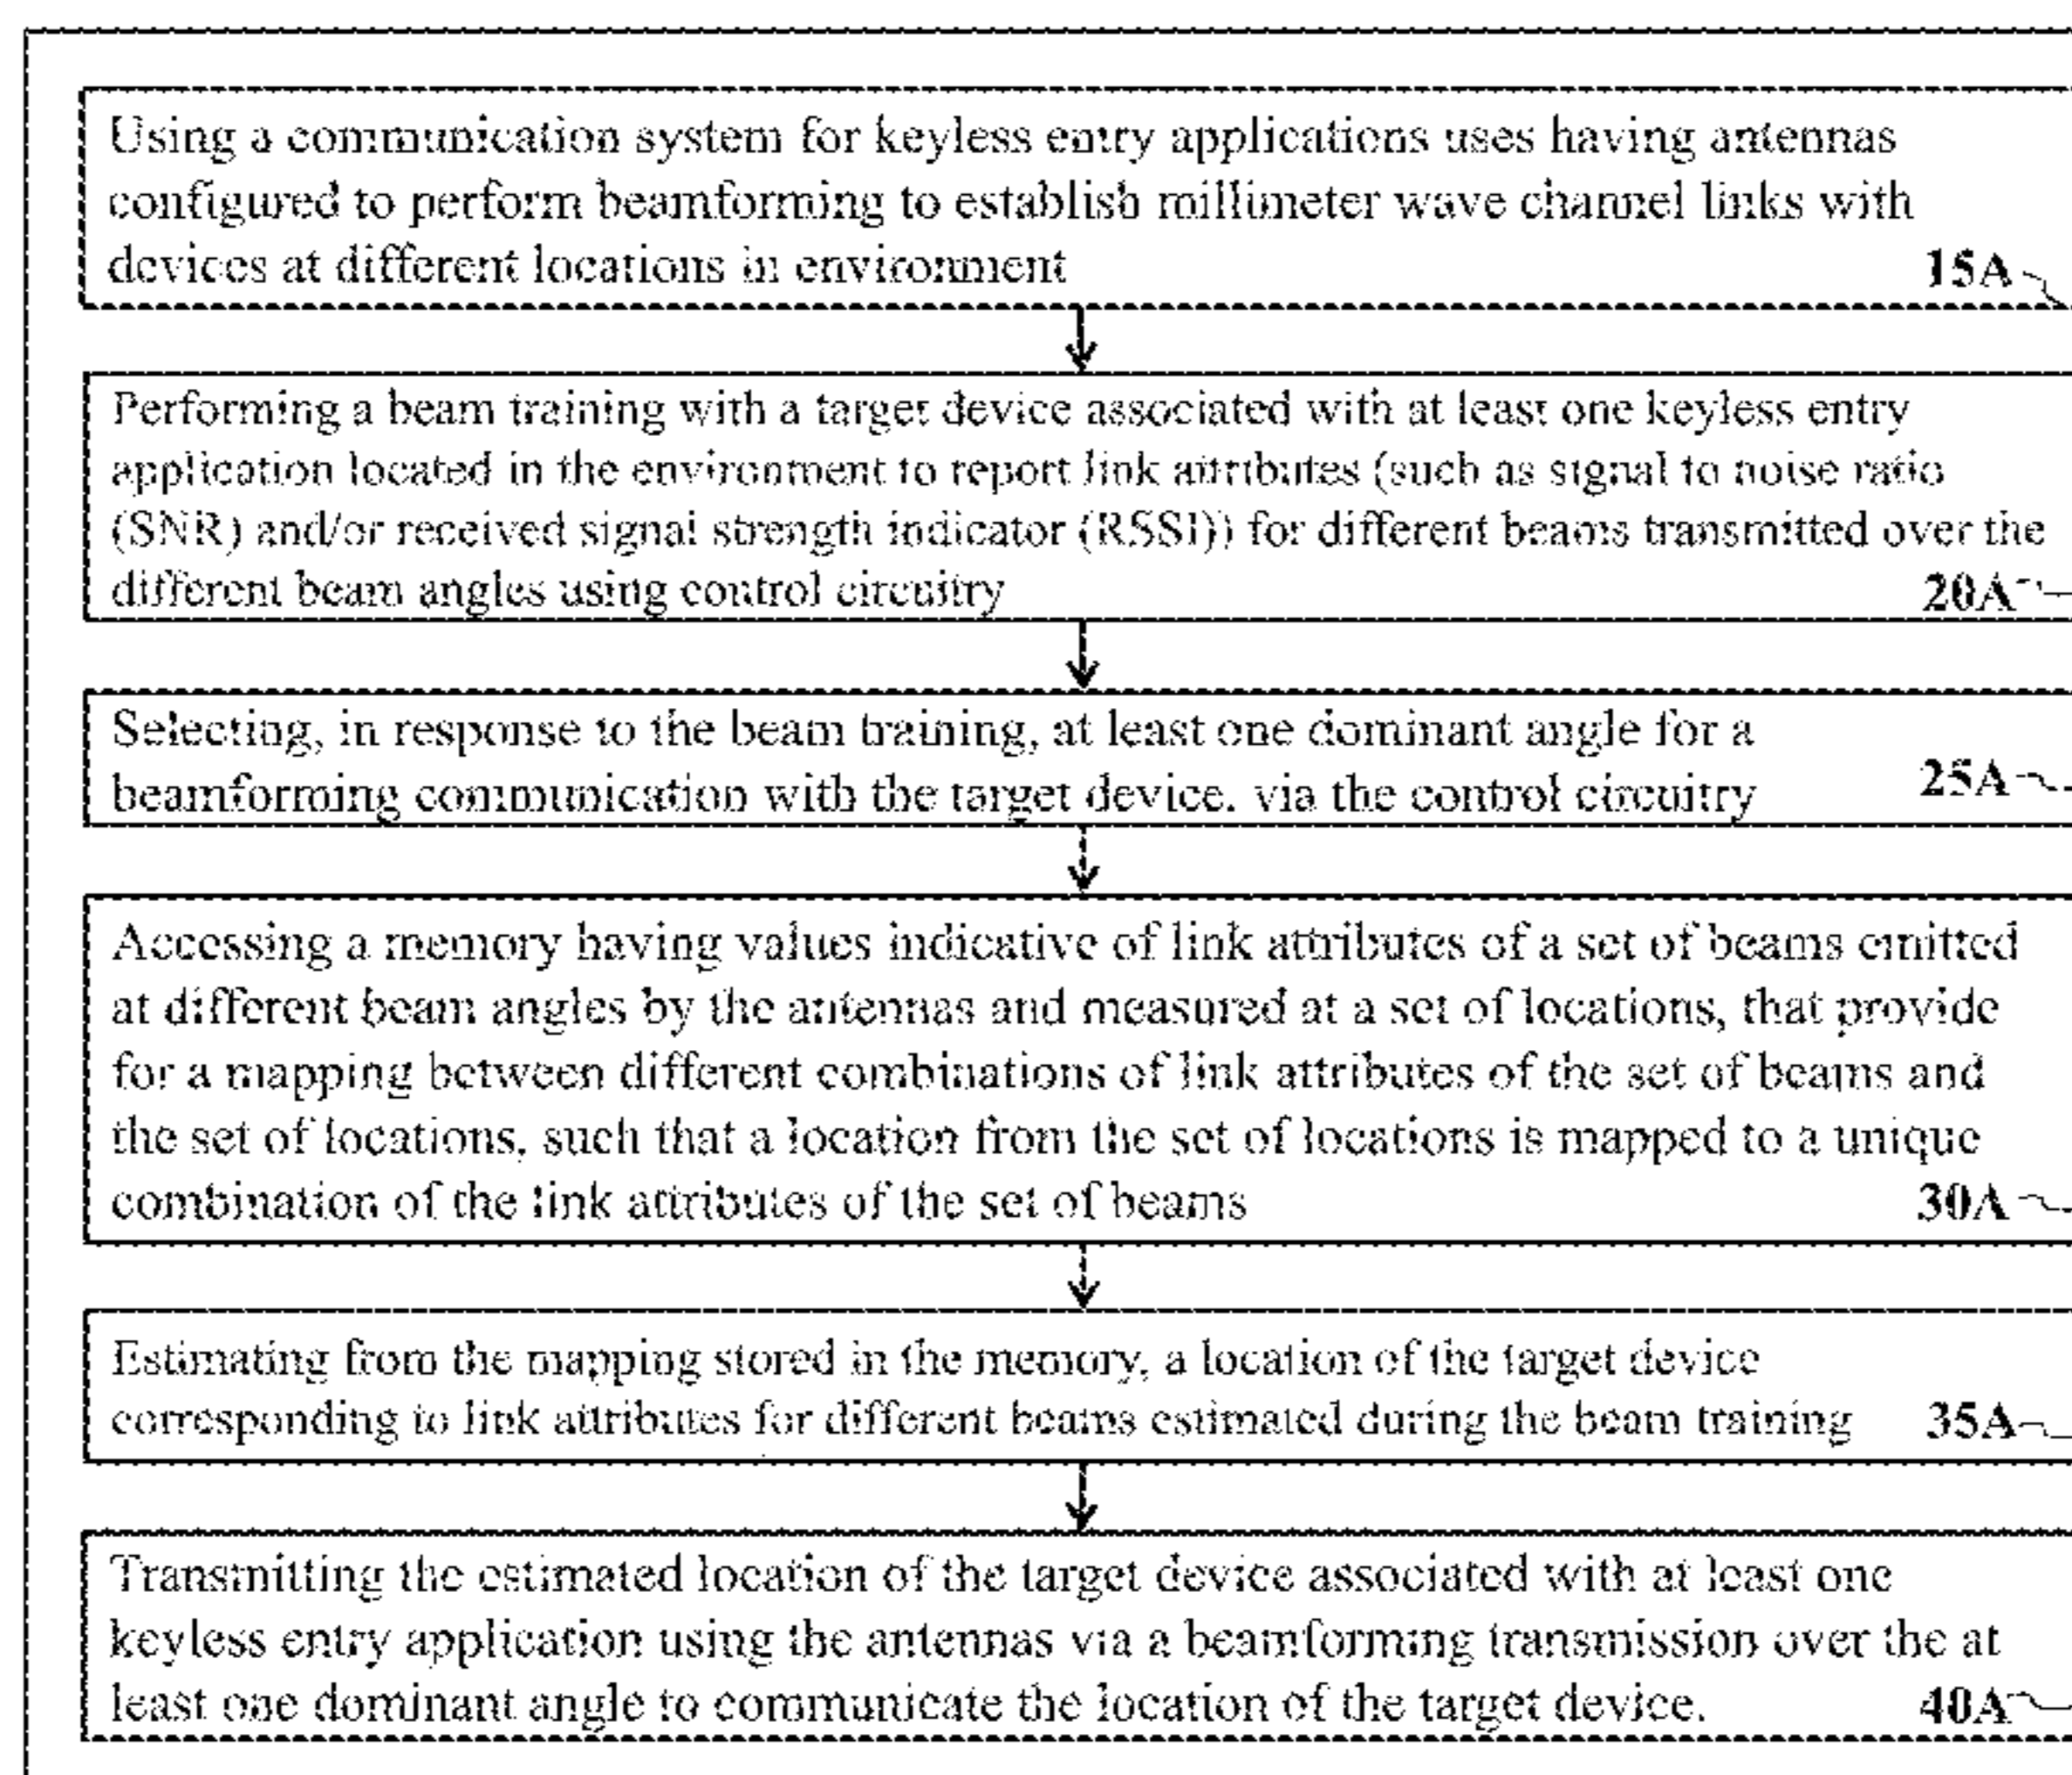 Using a communication system for keyless entry applications uses having antennas
configured to perform beamforming to establish millimeter wave channel links with
devices at different locations in environment
15A
Performing a beam training with a target device associated with at least one keyless entry
application located in the environment to report link attributes (such as signal to noise ratio
(SNR) and/or received signal strength indicator (RSSI)) for different beams transmitted over the
different beam angles using control circuitry
20A
Selecting, in response to the beam training, at least one dominant angle for a
beamforming communication with the target device. via the control circuitry
25A
Accessing a memory having values indicative of link attributes of a set of beams emitted
at different beam angles by the antennas and measured at a set of locations, that provide
for a mapping between different combinations of link attributes of the set of beams and
the set of locations, such that a location from the set of locations is mapped to a unique
combination of the link attributes of the set of beams
30A
Estimating from the mapping stored in the memory, a location of the target device
corresponding to link attributes for different beams estimated during the beam training
35A
Transmitting the estimated location of the target device associated with at least one
keyless entry application using the antennas via a beamforming transmission over the at
least one dominant angle to communicate the location of the target device.
40A